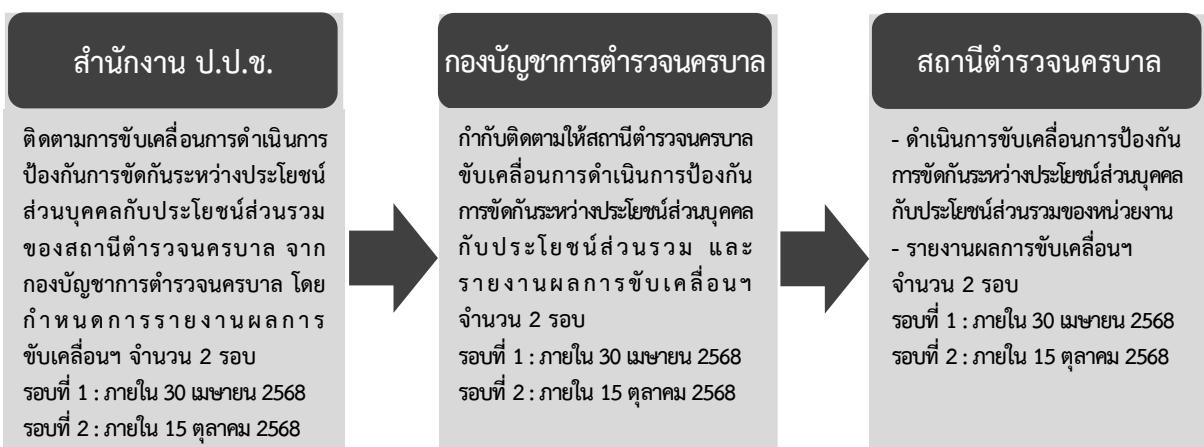 สำนักงาน ป.ป.ช.
ติดตามการขับเคลื่อนการดำเนินการ
ป้องกันการขัดกันระหว่างประโยชน์
ส่วนบุคคลกับประโยชน์ส่วนรวม
ของสถานีตำรวจนครบาล จาก
กองบัญชาการตำรวจนครบาล โดย
กำหนดการรายงานผลการ
ขับเคลื่อนฯ จำนวน 2 รอบ
รอบที่ 1 : ภายใน 30 เมษายน 2568
รอบที่ 2 : ภายใน 15 ตุลาคม 2568
กองบัญชาการตำรวจนครบาล
กำกับติดตามให้สถานีตำรวจนครบาล
ขับเคลื่อนการดำเนินการป้องกัน
การขัดกันระหว่างประโยชน์ส่วนบุคคล
กับประโยชน์ส่วนรวม และ
รายงานผลการขับเคลื่อนฯ
จำนวน 2 รอบ
รอบที่ 1 : ภายใน 30 เมษายน 2568
รอบที่ 2 : ภายใน 15 ตุลาคม 2568
สถานีตำรวจนครบาล
- ดำเนินการขับเคลื่อนการป้องกัน
การขัดกันระหว่างประโยชน์ส่วนบุคคล
กับประโยชน์ส่วนรวมของหน่วยงาน
- รายงานผลการขับเคลื่อนฯ
จำนวน 2 รอบ
รอบที่ 1 : ภายใน 30 เมษายน 2568
รอบที่ 2 : ภายใน 15 ตุลาคม 2568